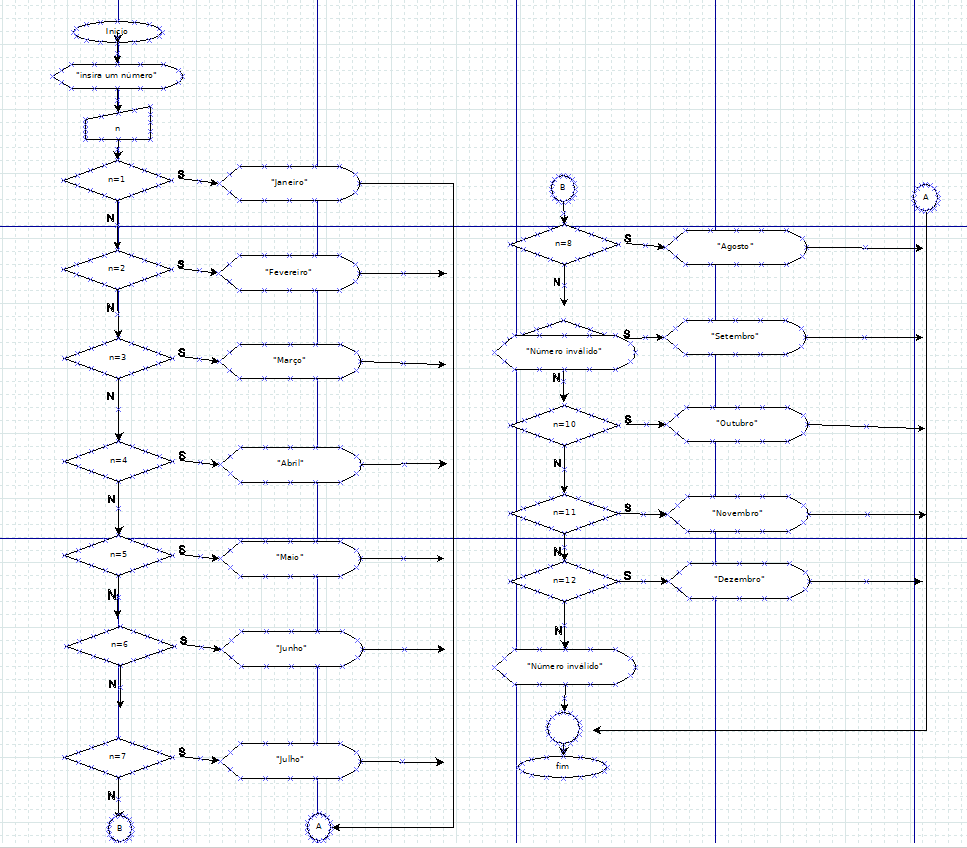 Início
"insira um número"
n
n=1
S
"Janeiro"
N
n=2
S
"Fevereiro"
N
n=3
S
"Março"
N
n=4
S
"Abril"
N
n=5
S
"Maio"
N
n=6
S
"Junho"
N
n=7
S
"Julho"
N
B
A
B
A
n=8
S
"Agosto"
N
S
"Setembro"
"Número inválido"
N
n=10
S
"Outubro"
N
n=11
S
"Novembro"
N
n=12
S
"Dezembro"
N
"Número inválido"
fim